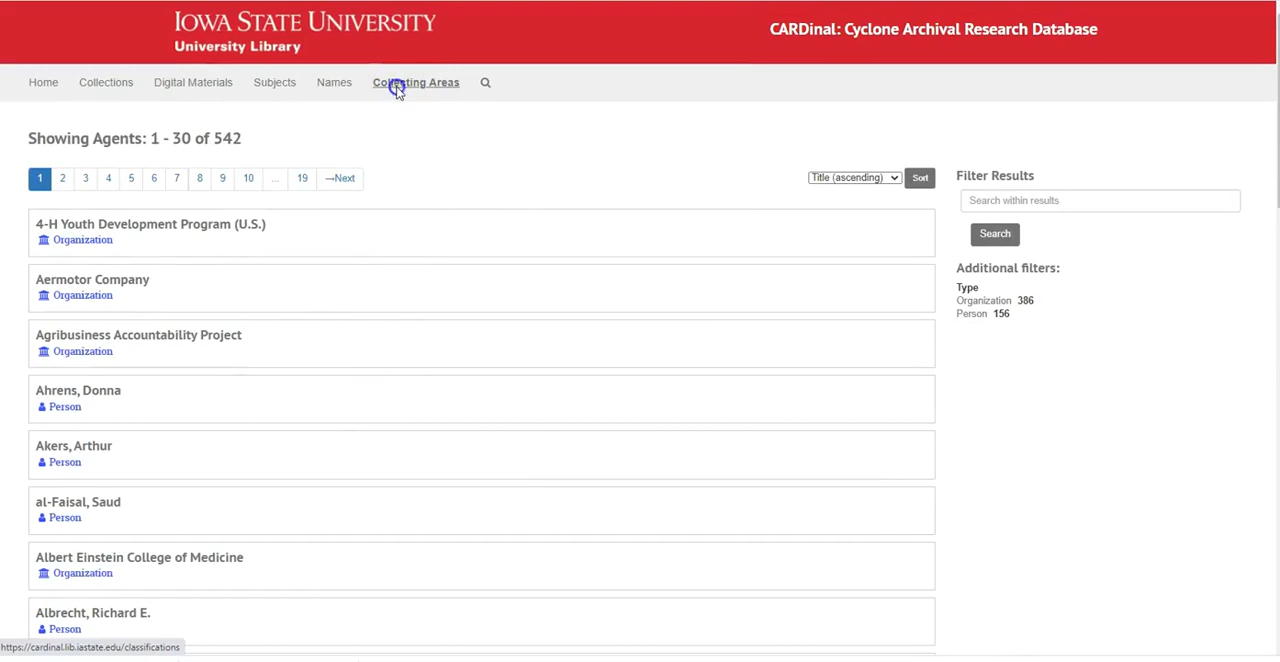 IOWA STATE UNIVERSITY
University Library
CARDinal: Cyclone Archival Research Database
Home Collections Digital Materials Subjects Names Collecting Areas
Showing Agents: 1 - 30 of 542
1 2 3 4 5 6 7 8 9 10 ... 19 →Next
Title (ascending) Sort
4-H Youth Development Program (U.S.)
Organization
Aermotor Company
Organization
Agribusiness Accountability Project
Organization
Ahrens, Donna
Person
Akers, Arthur
Person
al-Faisal, Saud
Person
Albert Einstein College of Medicine
Organization
Albrecht, Richard E.
Person
Filter Results
Search within results
Search
Additional filters:
Type
Organization 386
Person 156
https://cardinal.lib.iastate.edu/classifications